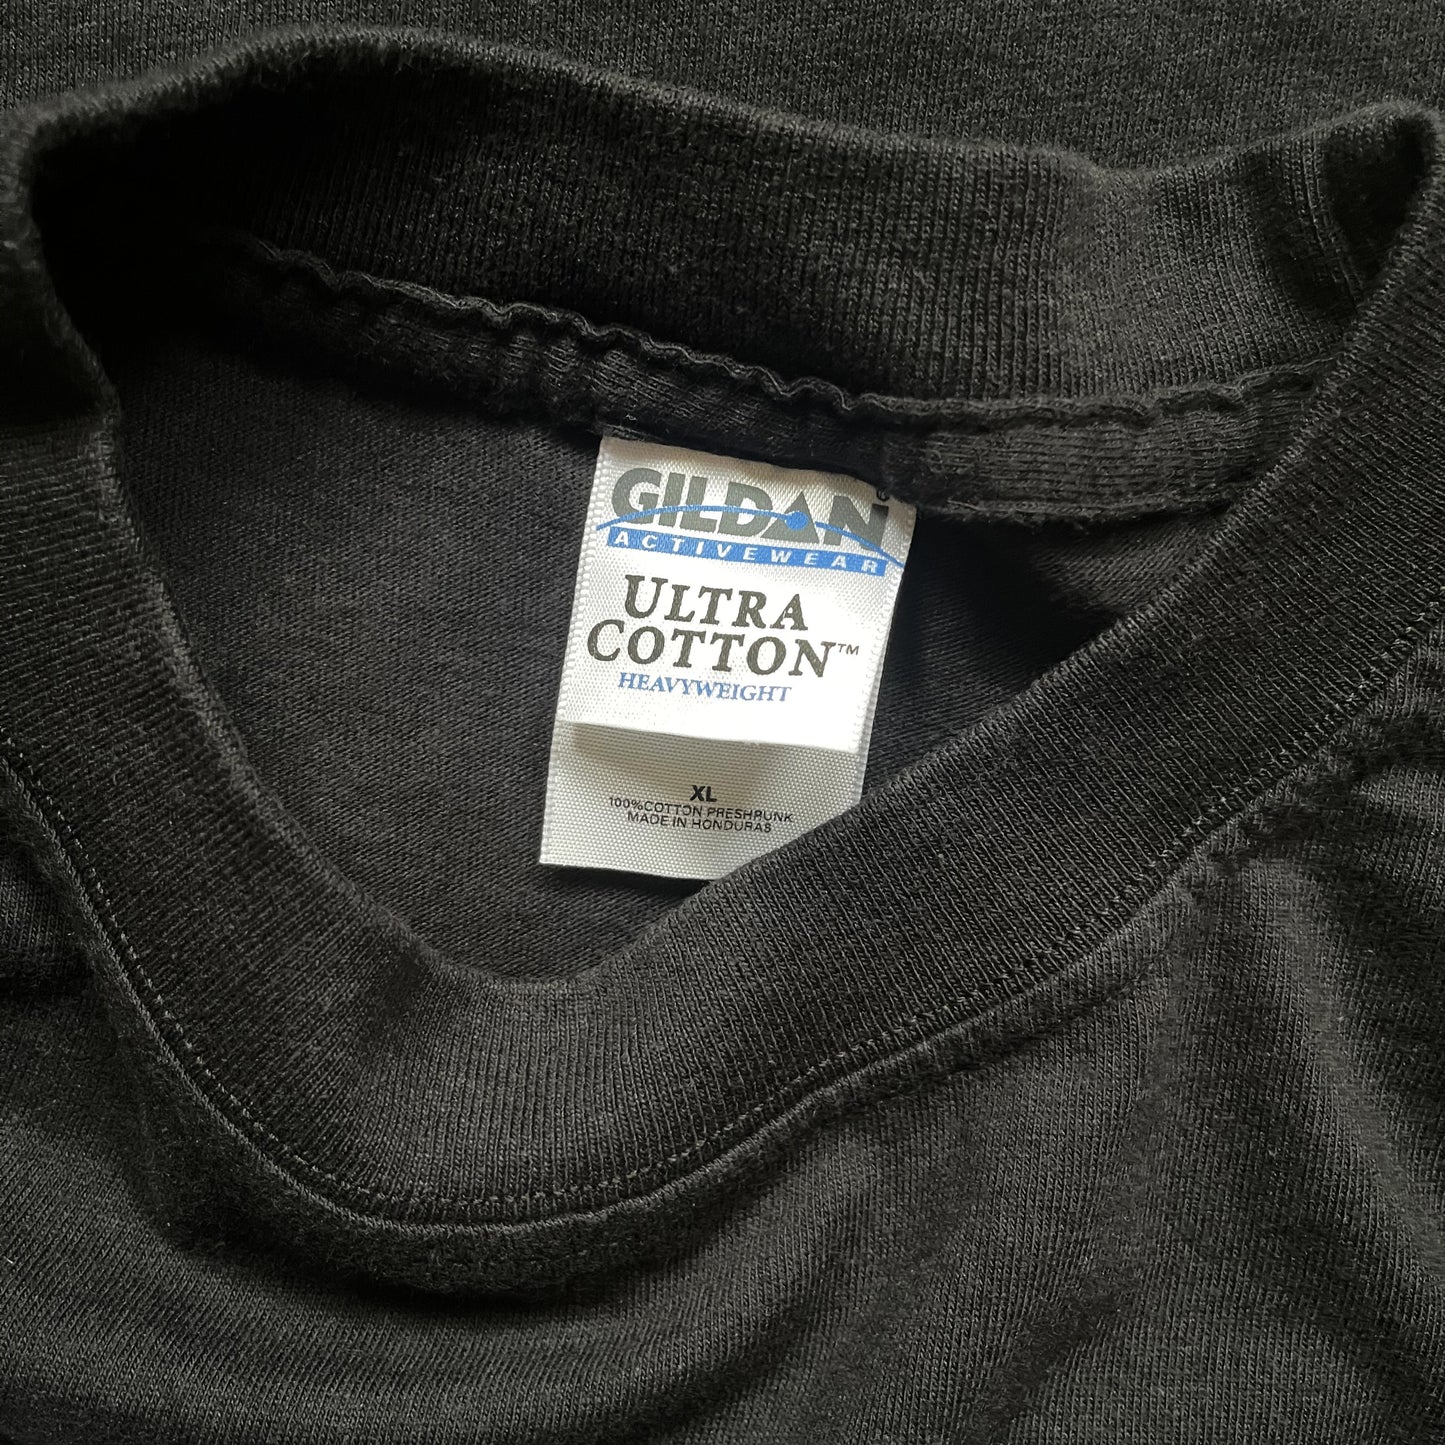 GILDAN®
ACTIVEWEAR
ULTRA
COTTON™
HEAVYWEIGHT
XL
100%COTTON PRESHRUNK
MADE IN HONDURAS